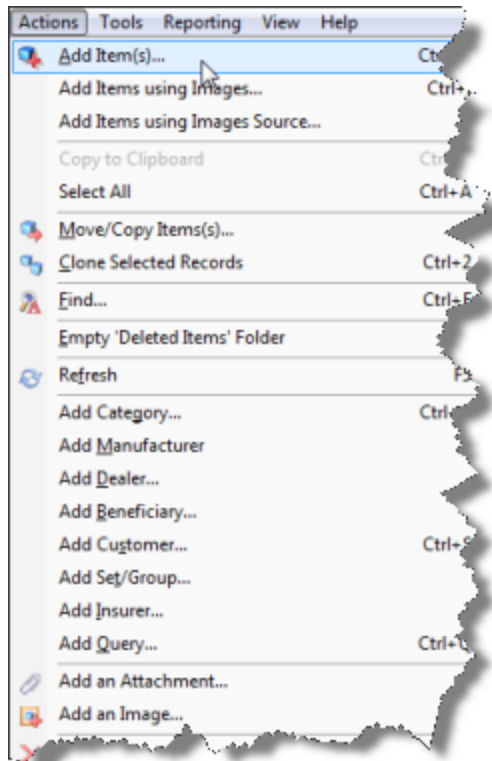 Actions Tools Reporting View Help
Add Item(s)...
Add Items using Images...
Add Items using Images Source...
Copy to Clipboard
Select All Ctrl+A
Move/Copy Items(s)...
Clone Selected Records Ctrl+2
Find... Ctrl+F
Empty 'Deleted Items' Folder
Refresh F5
Add Category...
Add Manufacturer
Add Dealer...
Add Beneficiary...
Add Customer... Ctrl+S
Add Set/Group...
Add Insurer...
Add Query...
Add an Attachment...
Add an Image...